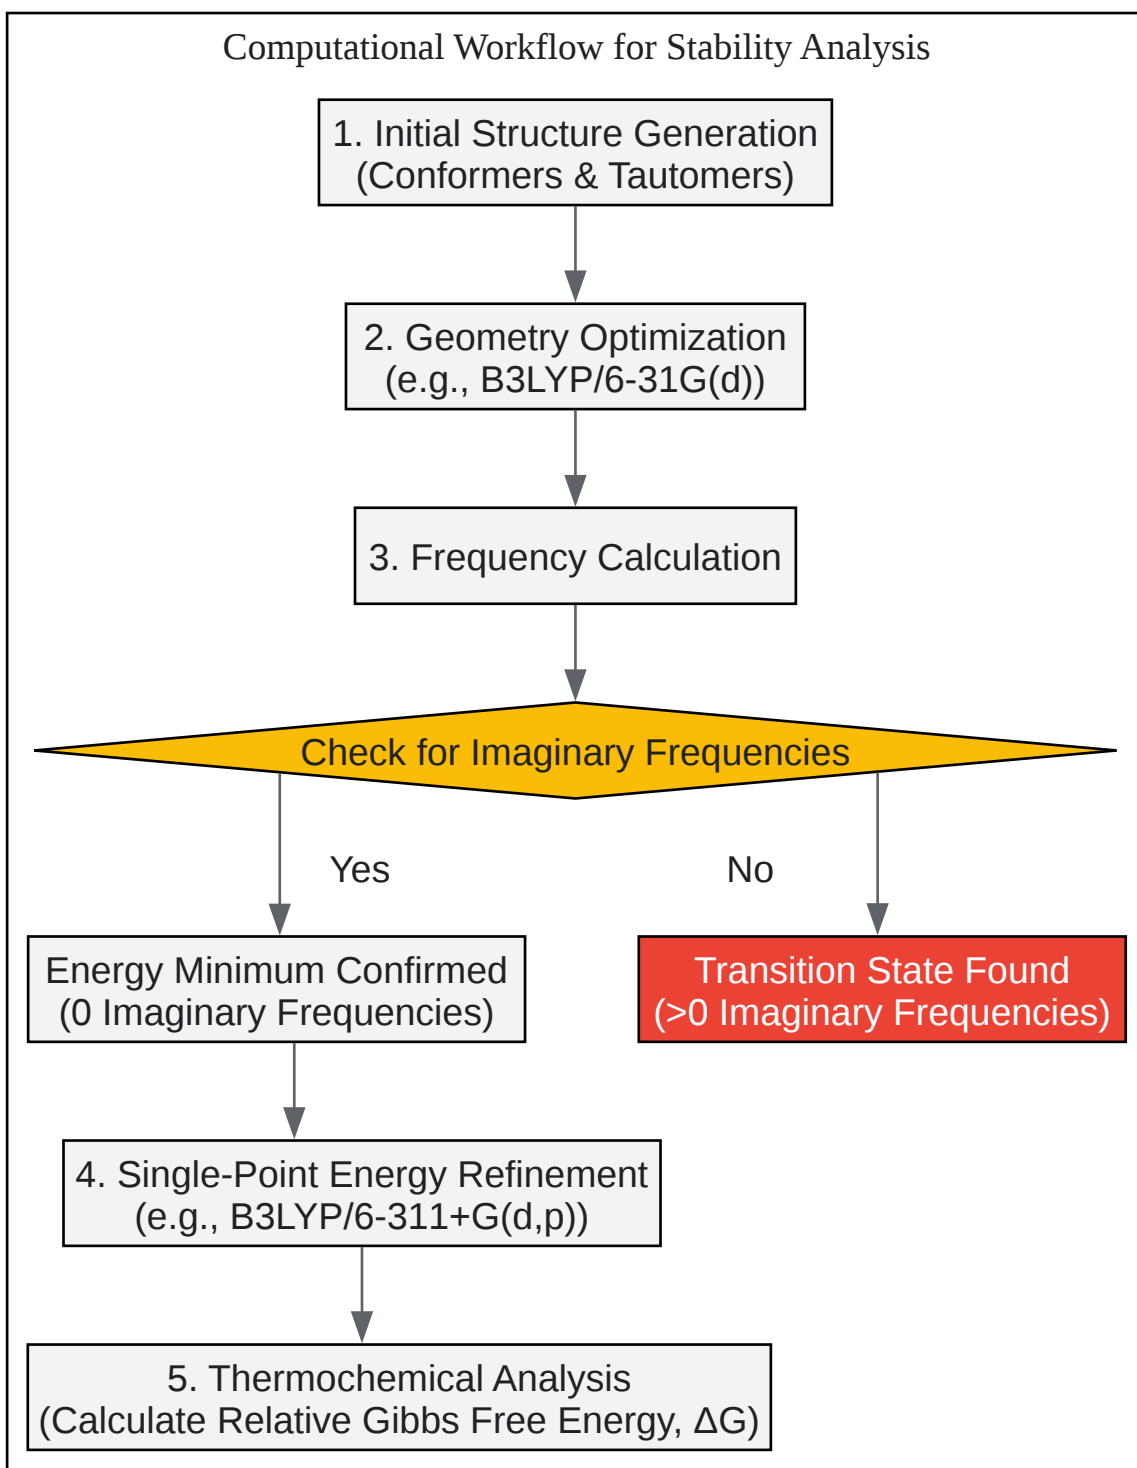 Computational Workflow for Stability Analysis
1. Initial Structure Generation
(Conformers & Tautomers)
2. Geometry Optimization
(e.g., B3LYP/6-31G(d))
3. Frequency Calculation
Check for Imaginary Frequencies
Yes
No
Energy Minimum Confirmed
(0 Imaginary Frequencies)
Transition State Found
(>0 Imaginary Frequencies)
4. Single-Point Energy Refinement
(e.g., B3LYP/6-311+G(d,p))
5. Thermochemical Analysis
(Calculate Relative Gibbs Free Energy, ΔG)